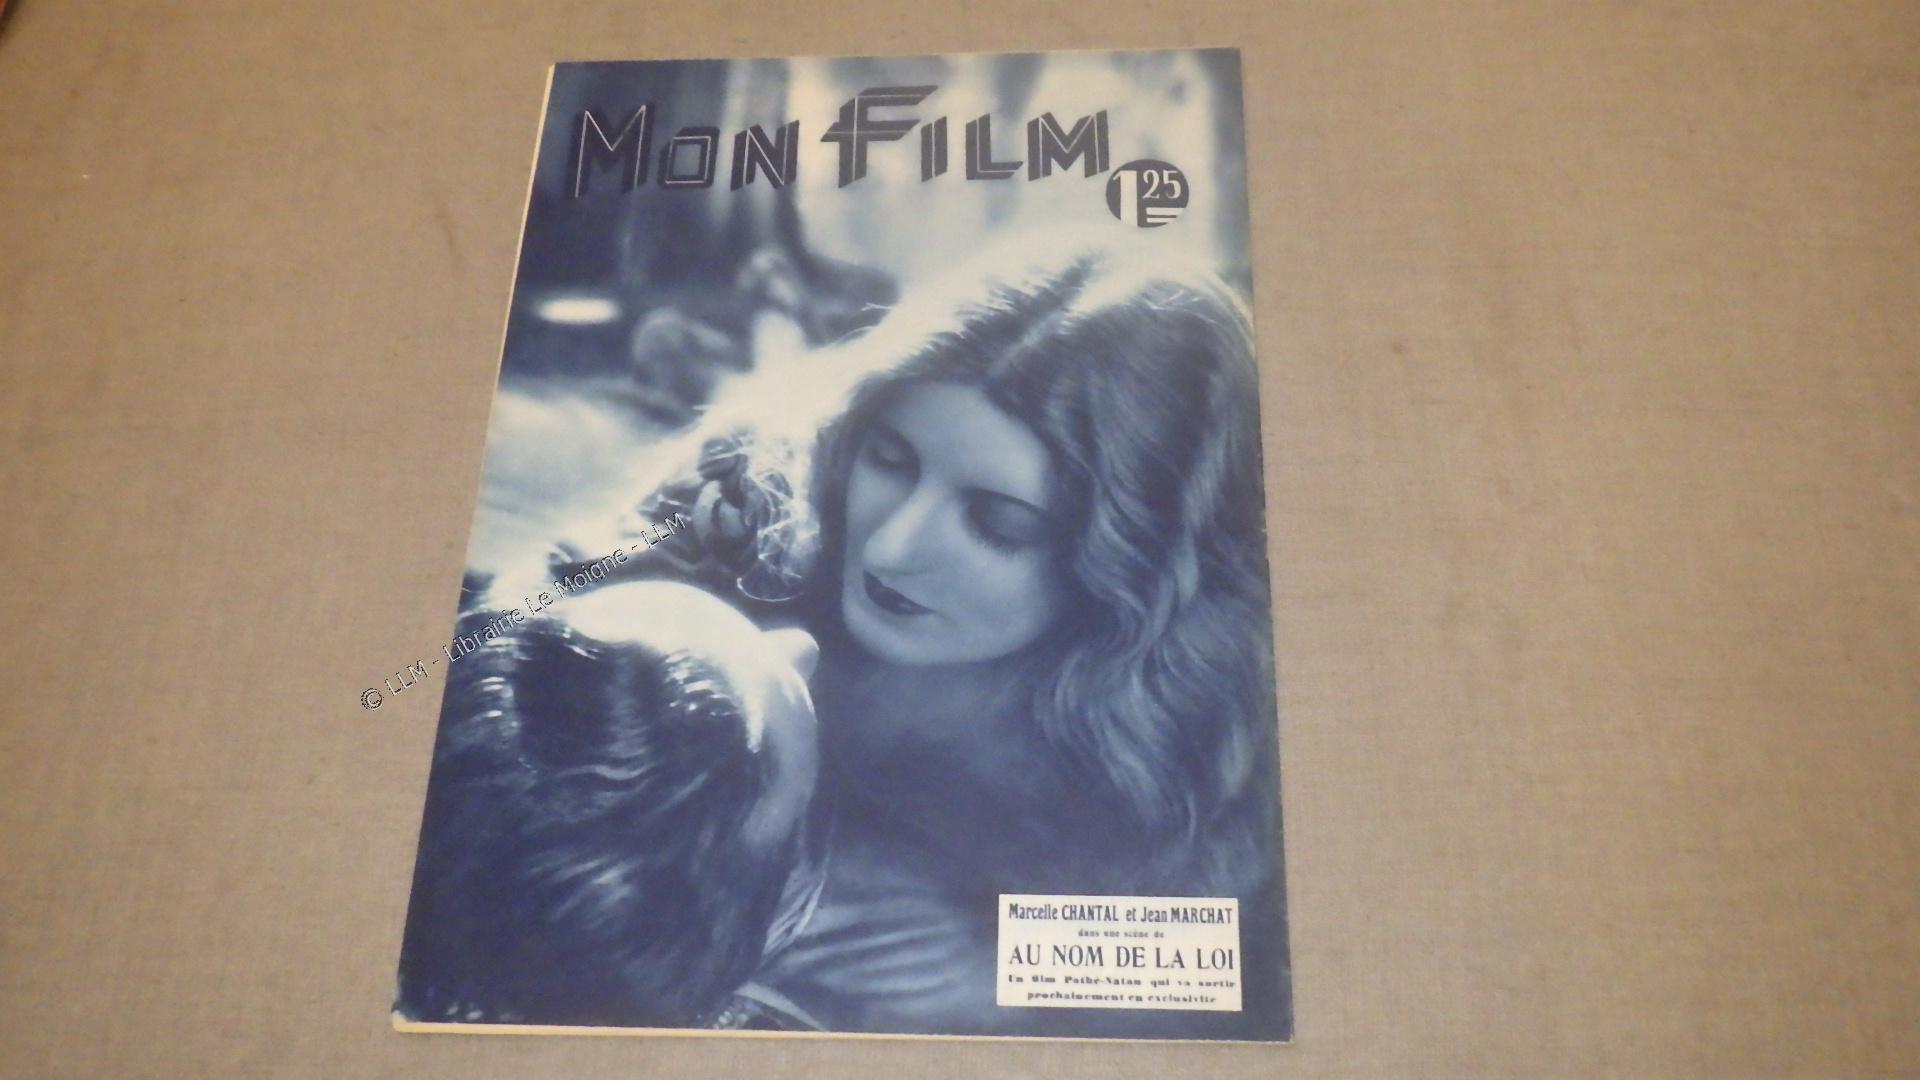 MON FILM
1 25
© LLM - Librairie Le Moigne - LLM
Marcelle CHANTAL et Jean MARCHAT
dans une scène de
AU NOM DE LA LOI
Un film Pathé-Natan qui va sortir
prochainement en exclusivité